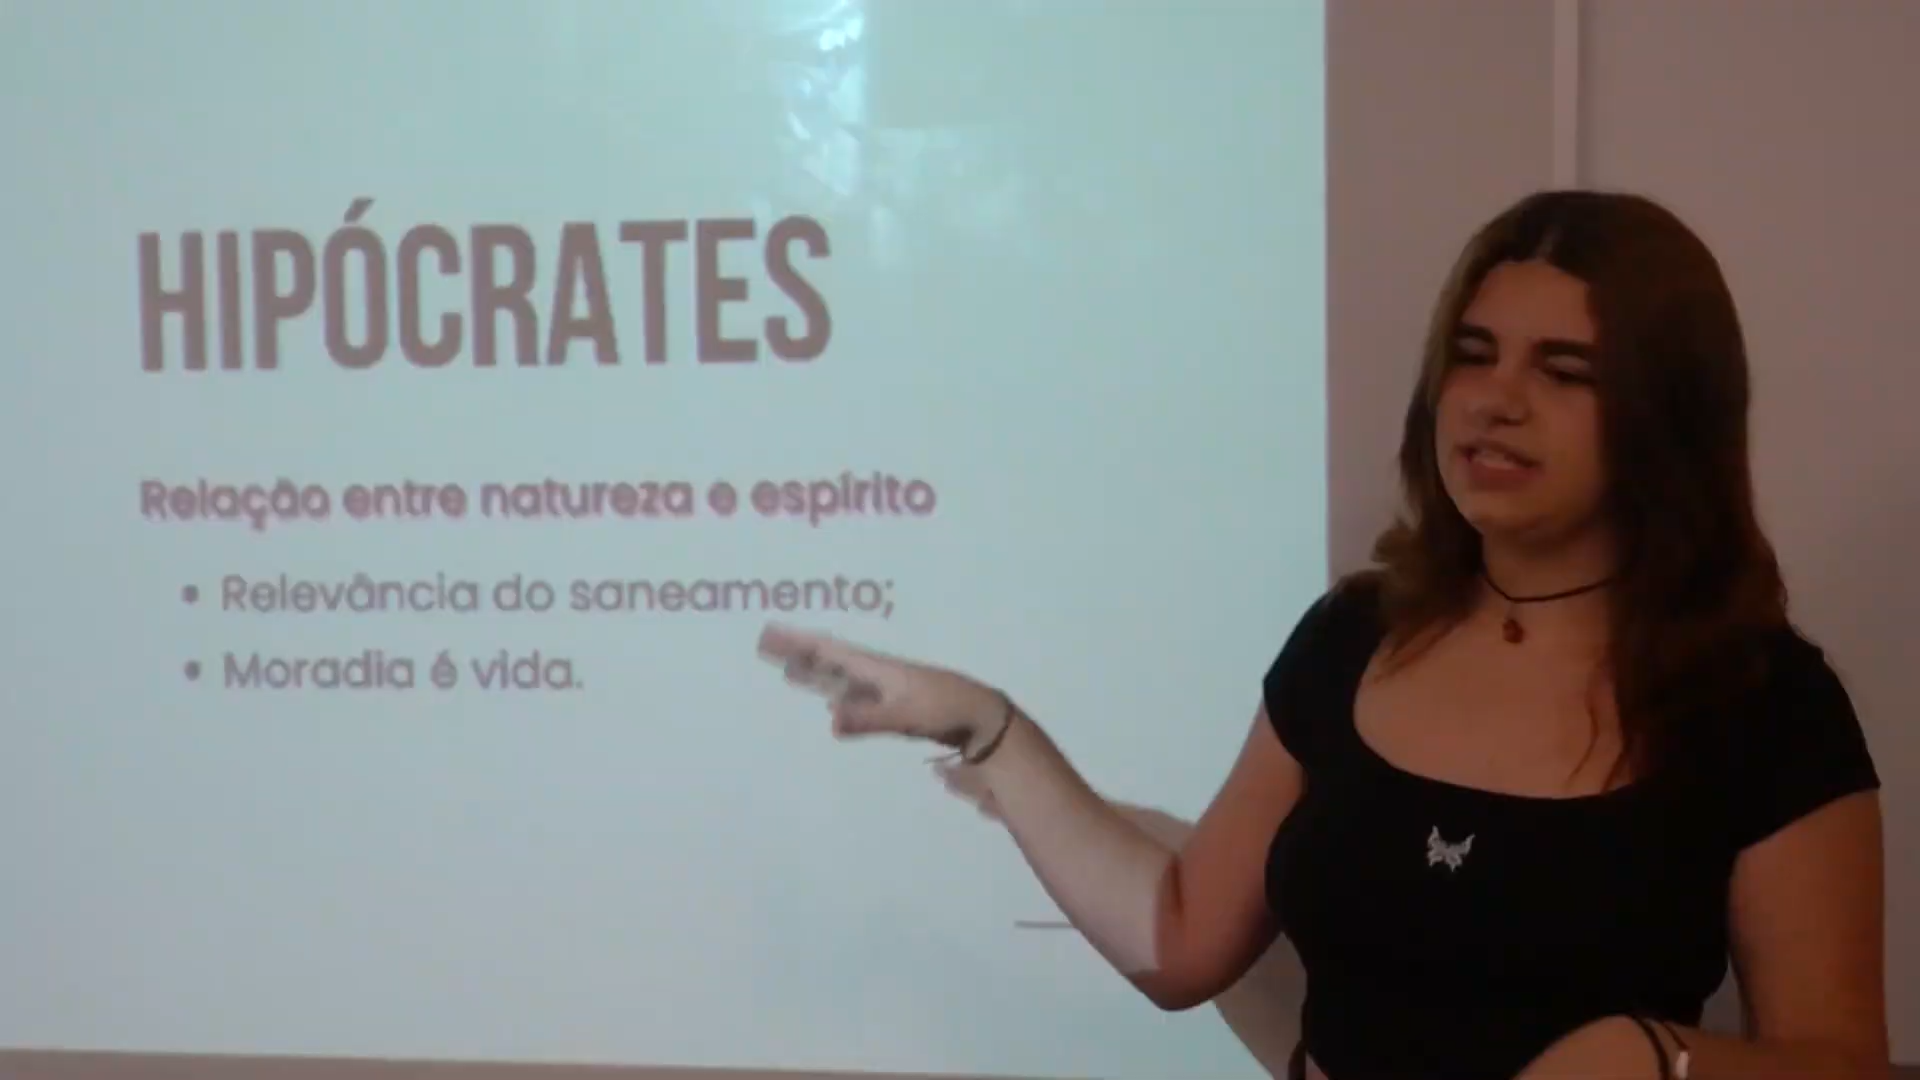 HIPÓCRATES
Relação entre natureza e espírito
• Relevância do saneamento;
• Moradia é vida.